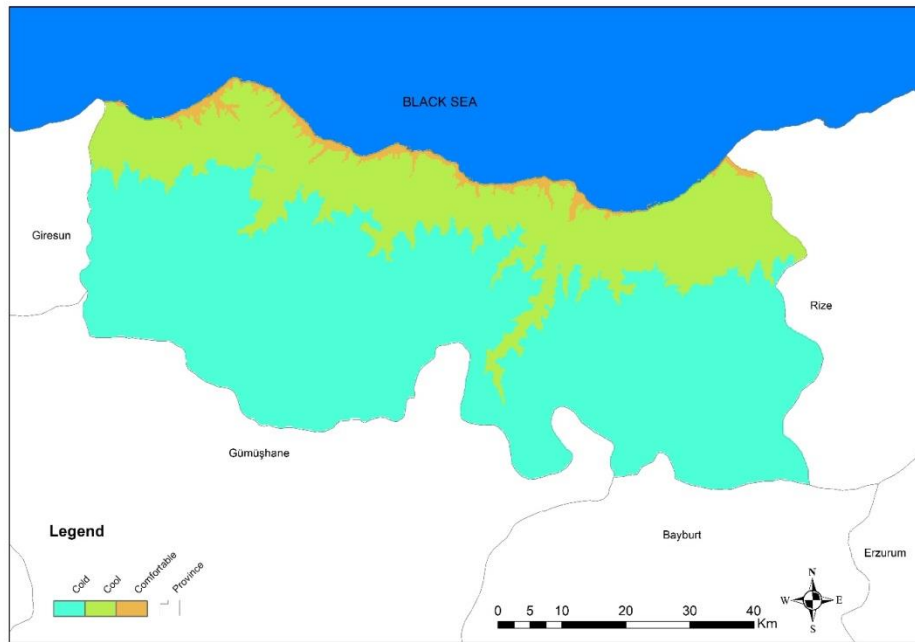 BLACK SEA
Giresun
Rize
Gümüşhane
Bayburt
Erzurum
Legend
Cold
Cool
Comfortable
Province
N
W E
S
0 5 10 20 30 40
Km